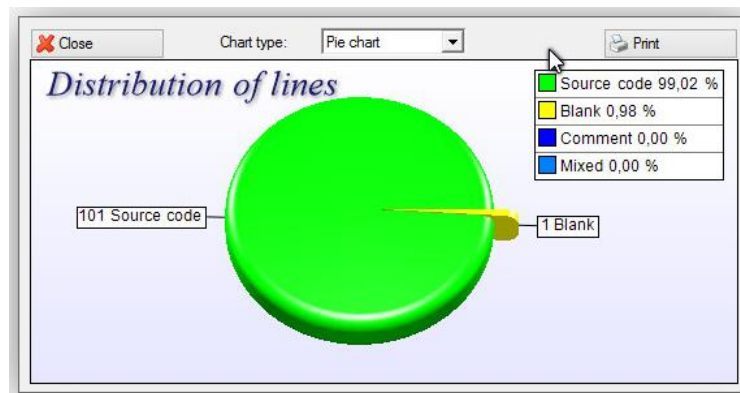 Close
Chart type:
Pie chart
Print
Distribution of lines
Source code 99,02 %
Blank 0,98 %
Comment 0,00 %
Mixed 0,00 %
101 Source code
1 Blank